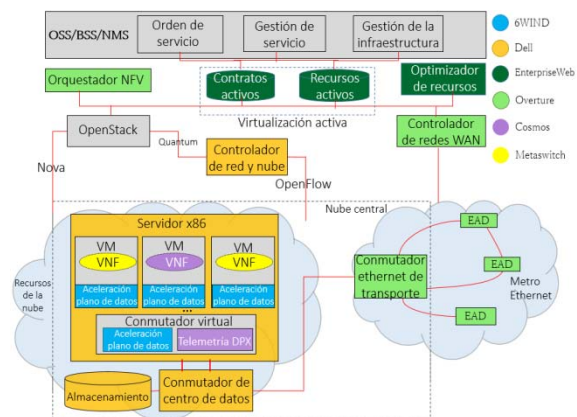 OSS/BSS/NMS
Orden de
servicio
Gestión de
servicio
Gestión de la
infraestructura
6WIND
Dell
EnterpriseWeb
Overture
Cosmos
Metaswitch
Orquestador NFV
Contratos
activos
Recursos
activos
Optimizador
de recursos
Virtualización activa
OpenStack
Quantum
Controlador
de red y nube
Controlador
de redes WAN
Nova
OpenFlow
Nube central
Servidor x86
VM
VNF
Aceleración
plano de datos
VM
VNF
Aceleración
plano de datos
VM
VNF
Aceleración
plano de datos
...
Conmutador virtual
Aceleración
plano de datos
Telemetría DPX
Recursos
de la
nube
Almacenamiento
Conmutador de
centro de datos
Conmutador
ethernet de
transporte
EAD
EAD
EAD
Metro
Ethernet